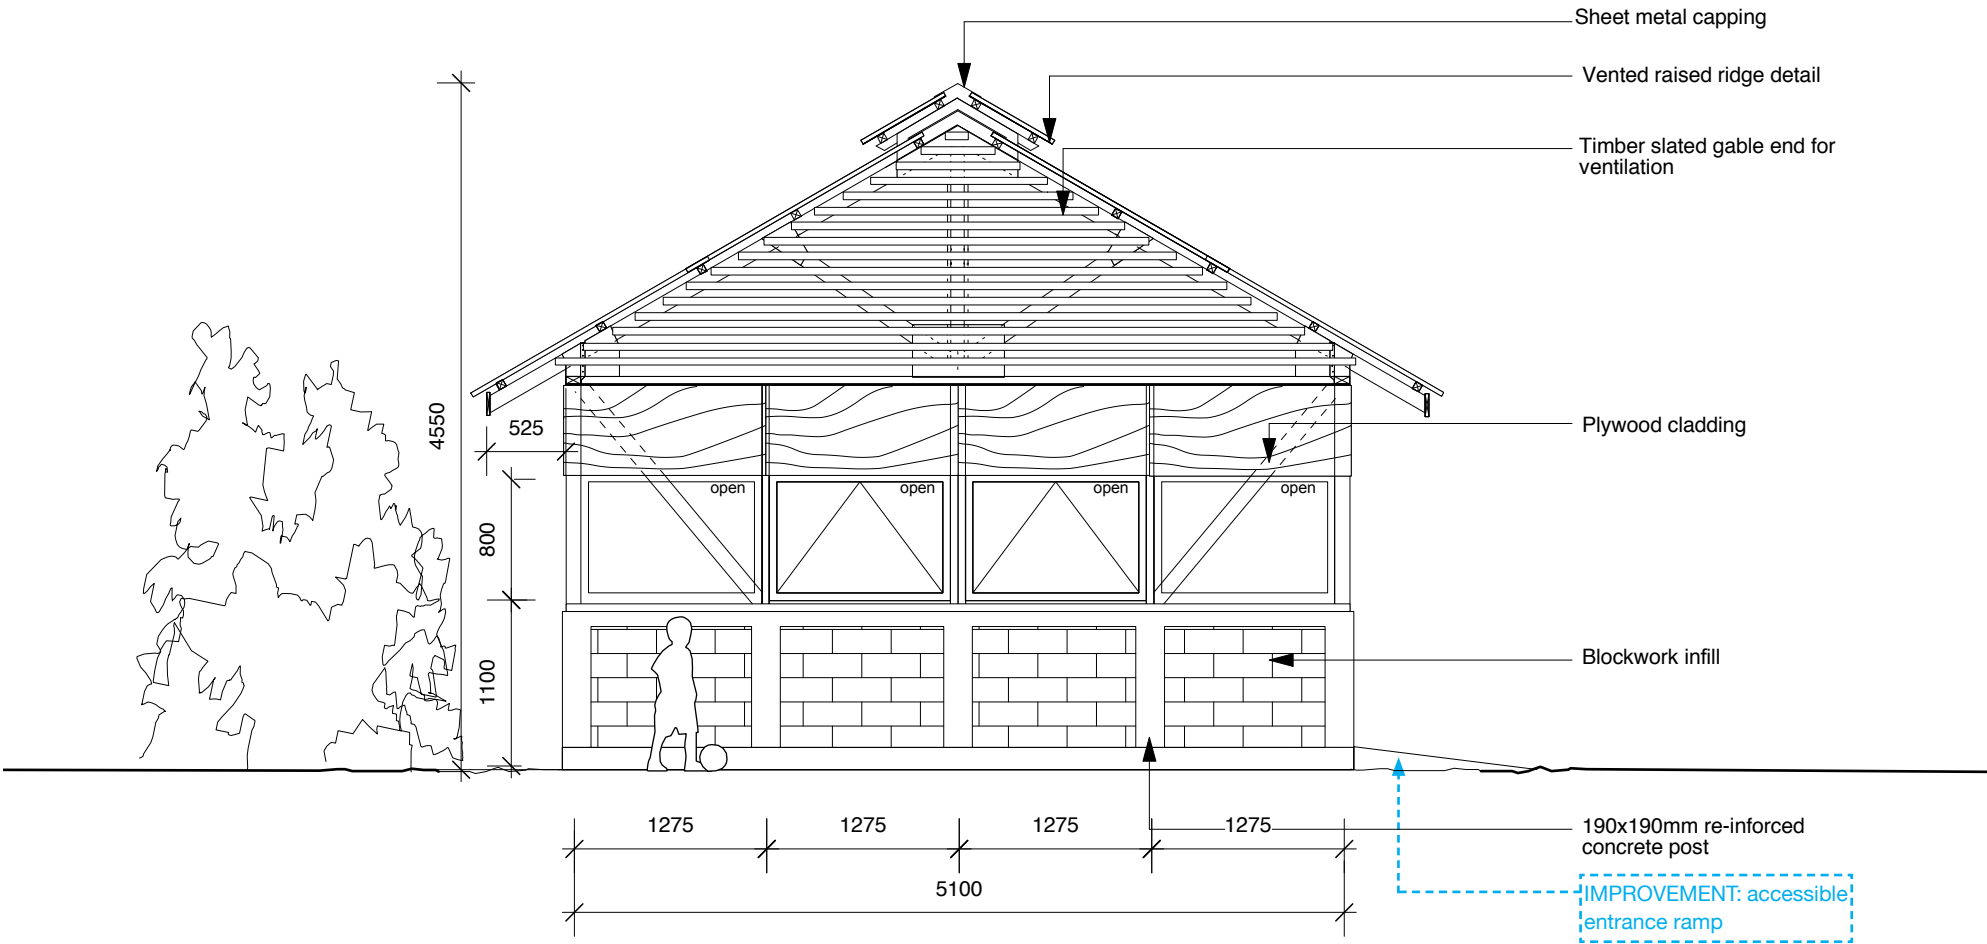 Sheet metal capping
Vented raised ridge detail
Timber slated gable end for
ventilation
4550
525
Plywood cladding
open
open
open
open
800
1100
Blockwork infill
1275
1275
1275
1275
190x190mm re-inforced
concrete post
5100
IMPROVEMENT: accessible
entrance ramp